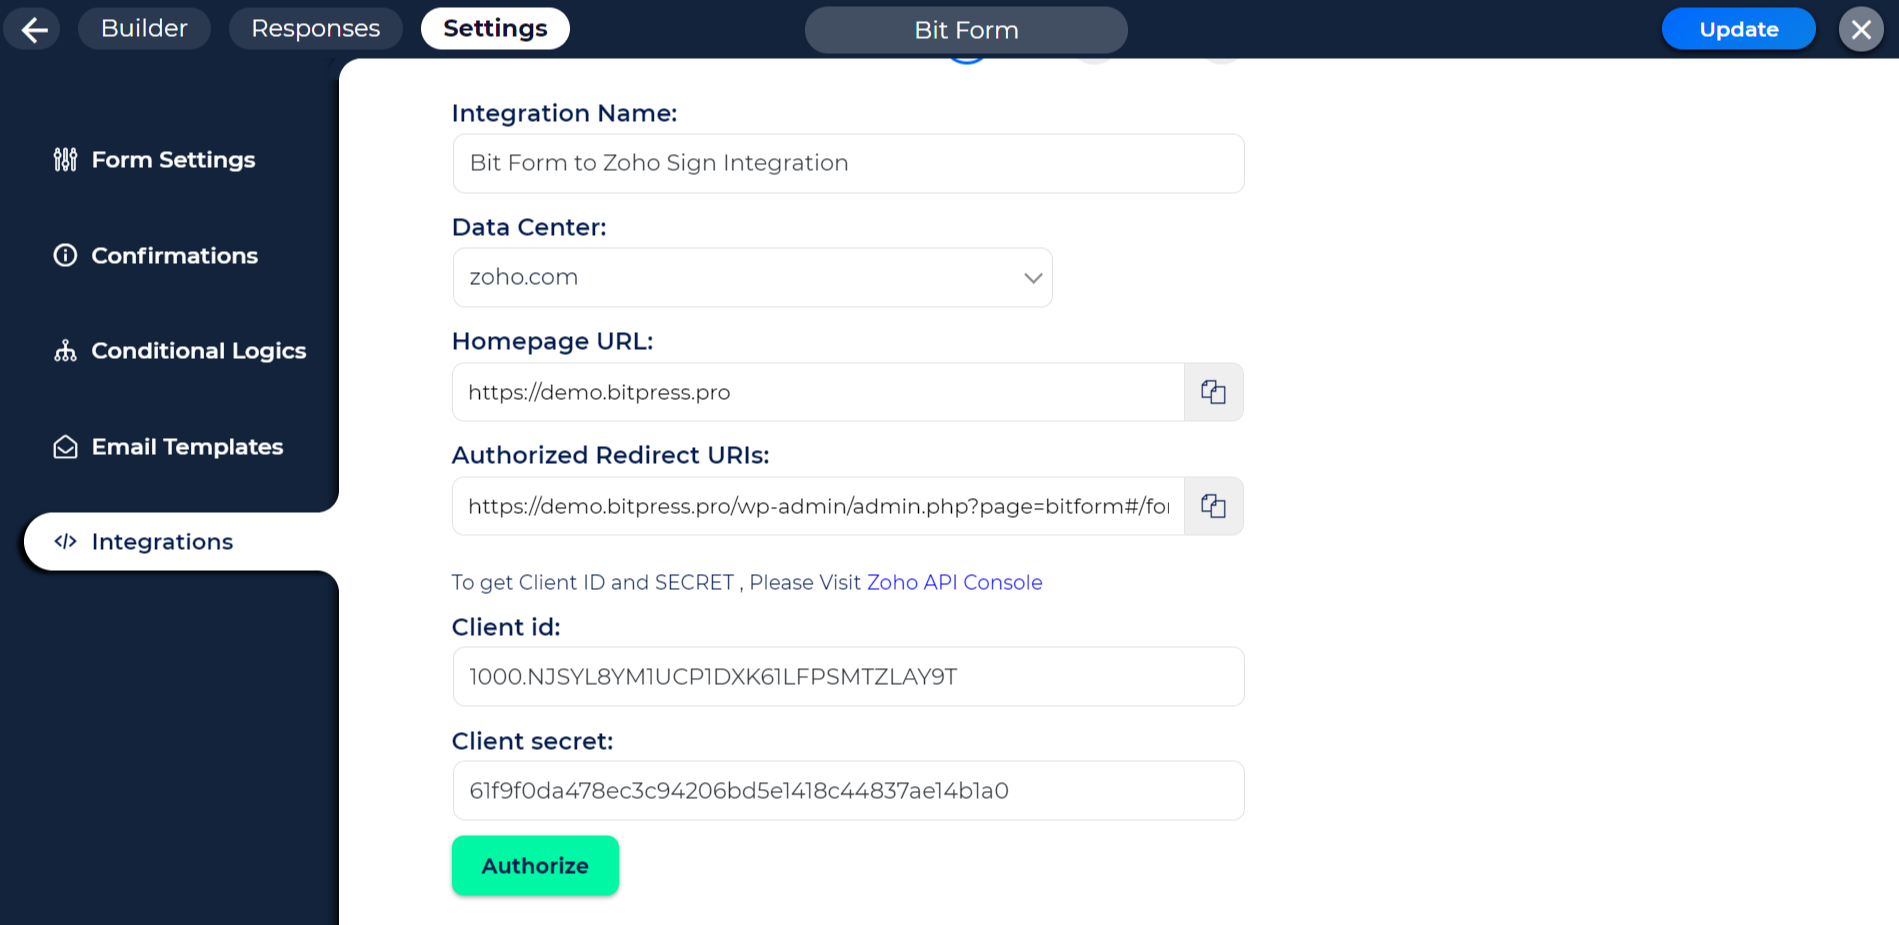 Builder
Responses
Settings
Bit Form
Update
Form Settings
Confirmations
Conditional Logics
Email Templates
Integrations
Integration Name:
Bit Form to Zoho Sign Integration
Data Center:
zoho.com
Homepage URL:
https://demo.bitpress.pro
Authorized Redirect URIs:
https://demo.bitpress.pro/wp-admin/admin.php?page=bitform#/for
To get Client ID and SECRET , Please Visit Zoho API Console
Client id:
1000.NJSYL8YM1UCP1DXK61LFPSMTZLAY9T
Client secret:
61f9f0da478ec3c94206bd5e1418c44837ae14b1a0
Authorize